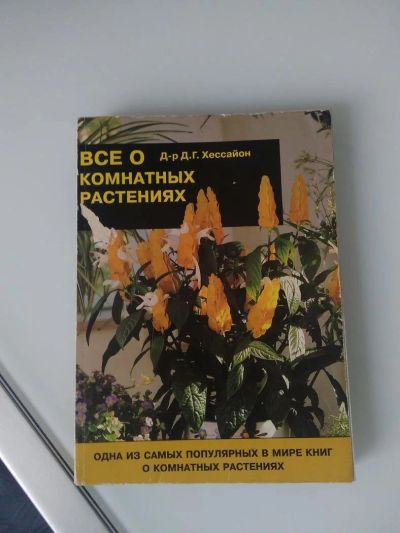 ВСЕ О Д-р Д.Г. Хессайон
КОМНАТНЫХ
РАСТЕНИЯХ
ОДНА ИЗ САМЫХ ПОПУЛЯРНЫХ В МИРЕ КНИГ
О КОМНАТНЫХ РАСТЕНИЯХ